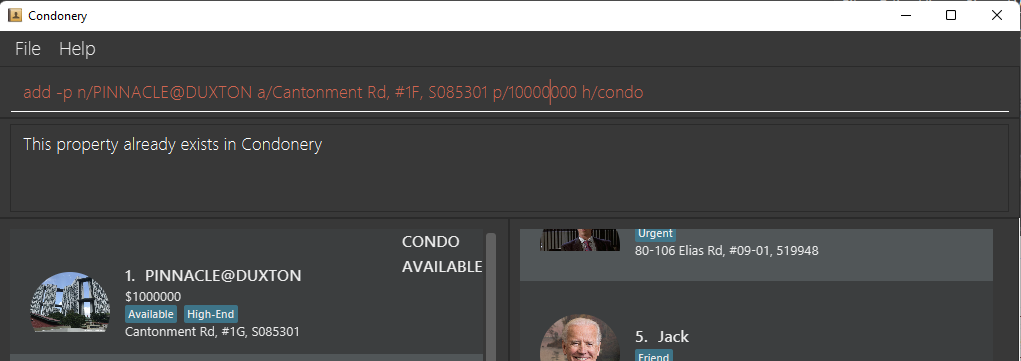 Condonery
File Help
add -p n/PINNACLE@DUXTON a/Cantonment Rd, #1F, S085301 p/10000000 h/condo
This property already exists in Condonery
CONDO
AVAILABLE
1. PINNACLE@DUXTON
$1000000
Available High-End
Cantonment Rd, #1G, S085301
Urgent
80-106 Elias Rd, #09-01, 519948
5. Jack
Friend